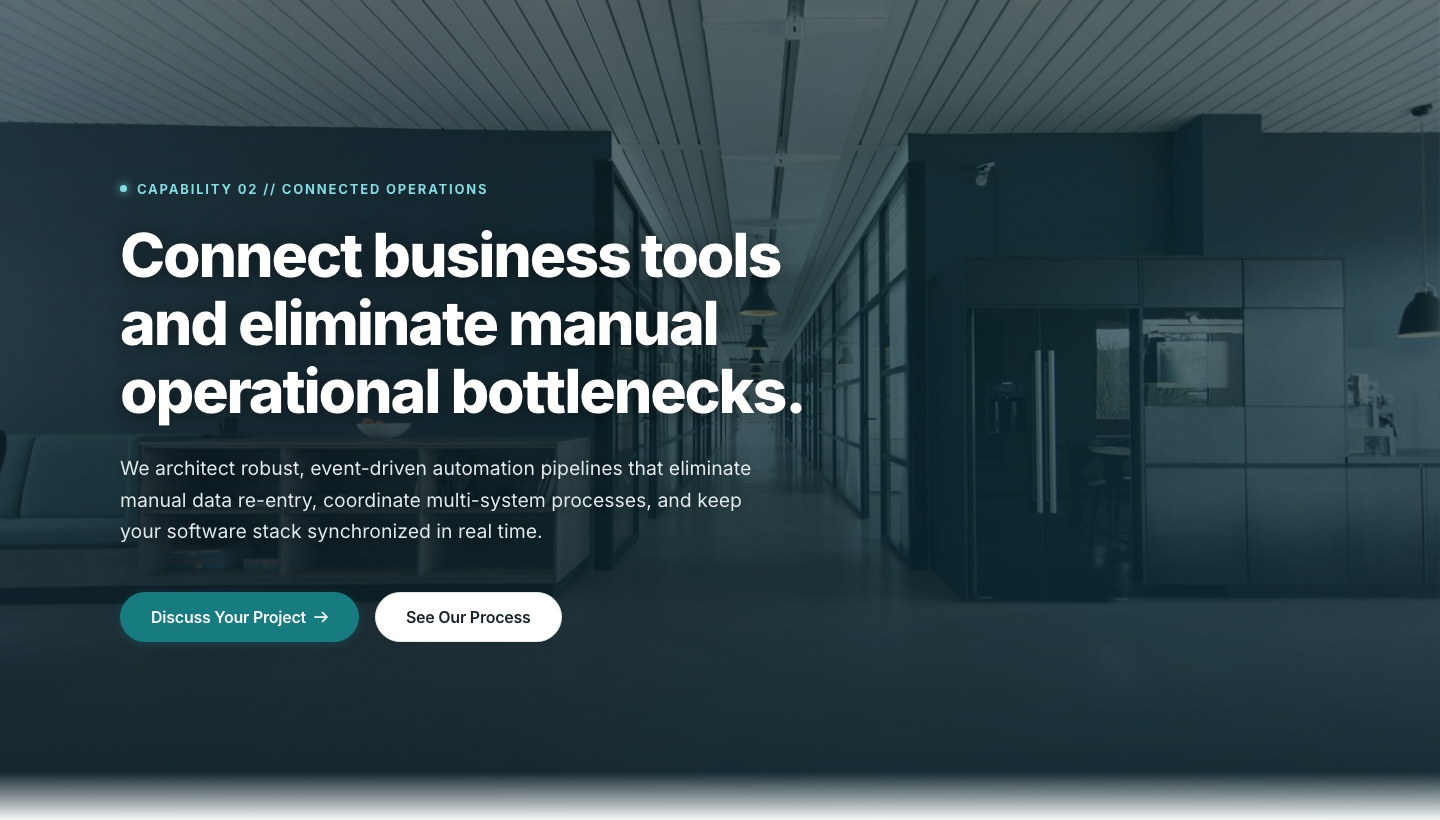 CAPABILITY 02 // CONNECTED OPERATIONS
Connect business tools
and eliminate manual
operational bottlenecks.
We architect robust, event-driven automation pipelines that eliminate
manual data re-entry, coordinate multi-system processes, and keep
your software stack synchronized in real time.
Discuss Your Project →
See Our Process